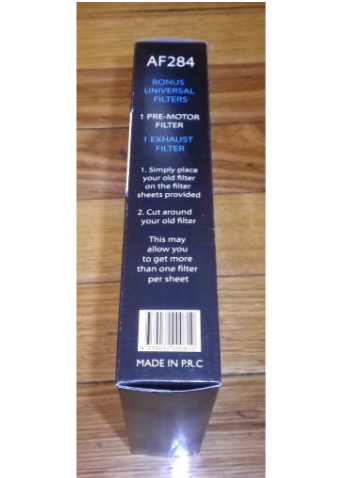 AF284
BONUS
UNIVERSAL
FILTERS
1 PRE-MOTOR
FILTER
1 EXHAUST
FILTER
1. Simply place
your old filter
on the filter
sheets provided
2. Cut around
your old filter
This may
allow you
to get more
than one filter
per sheet
MADE IN P.R.C